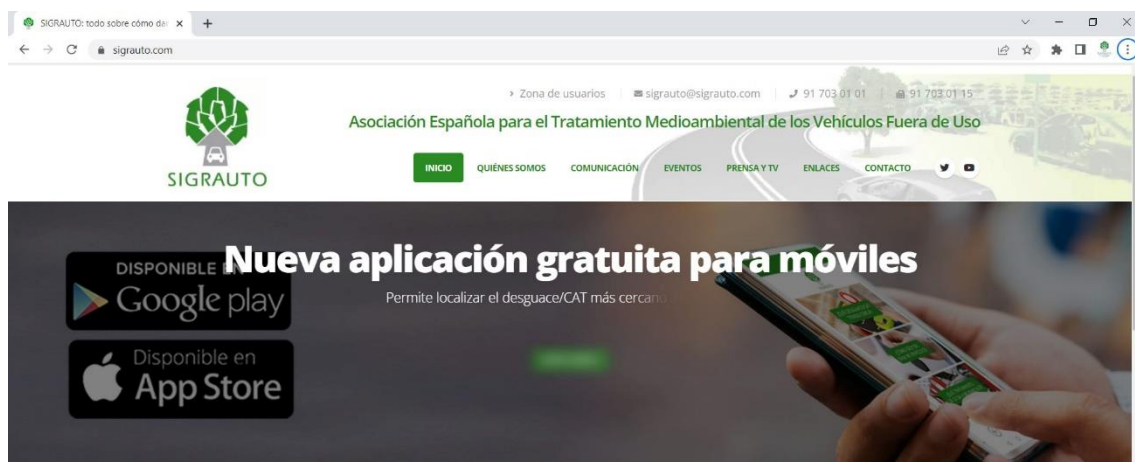 SIGRAUTO: todo sobre cómo dar
sigrauto.com
Zona de usuarios
sigrauto@sigrauto.com
91 703 01 01
91 703 01 15
Asociación Española para el Tratamiento Medioambiental de los Vehículos Fuera de Uso
SIGRAUTO
INICIO
QUIÉNES SOMOS
COMUNICACIÓN
EVENTOS
PRENSA Y TV
ENLACES
CONTACTO
Nueva aplicación gratuita para móviles
Permite localizar el desguace/CAT más cercano
DISPONIBLE EN
Google play
Disponible en
App Store